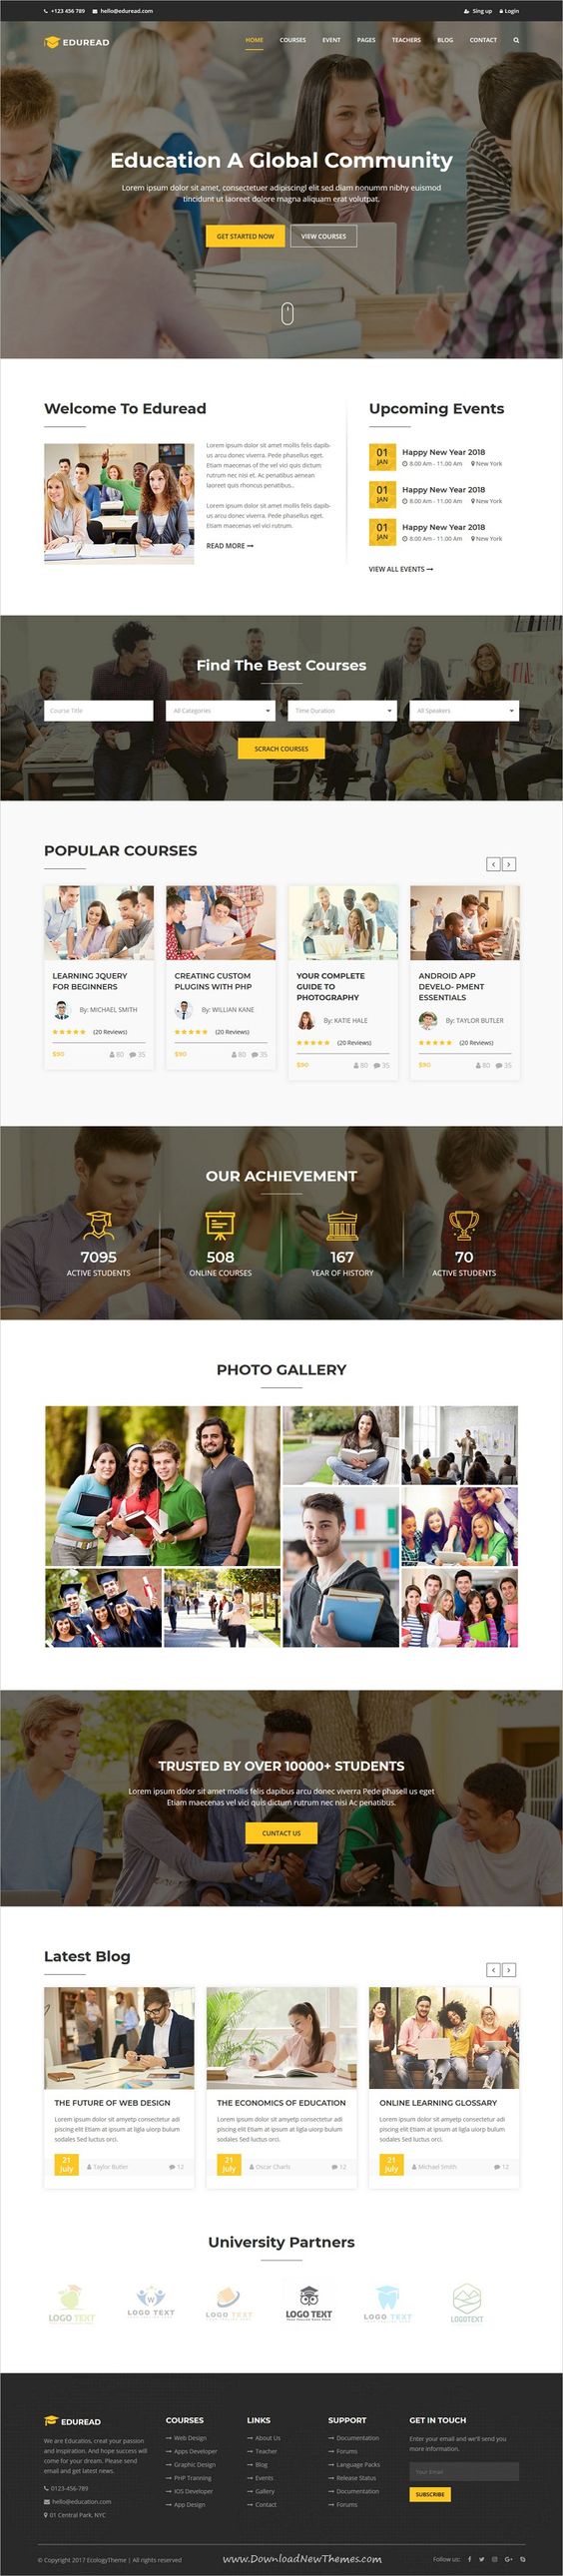 +123 456 789 hello@eduread.com Sing up Login
EDUREAD HOME COURSES EVENT PAGES TEACHERS BLOG CONTACT
Education A Global Community
Lorem ipsum dolor sit amet, consectetuer adipiscingl elit sed diam nonumm nibhy euismod
tincidunt ut laoreet dolore magna aliquam erat volutpat.
GET STARTED NOW VIEW COURSES
Welcome To Eduread
Lorem ipsum dolor sit amet mollis felis dapib-
us arcu donec viverra. Pede phasellus eget.
Etiam maecenas of the vel vici quis dictum
rutrum nec nisi et. Ac penatibus aenean
laoreet quis rhoncus penatibus..
Lorem ipsum dolor sit amet mollis felis dapib-
us arcu donec viverra. Pede phasellus eget.
Etiam maecenas vel vici rutrum.
READ MORE
Upcoming Events
01 JAN
Happy New Year 2018
8.00 Am - 11.00 Am New York
01 JAN
Happy New Year 2018
8.00 Am - 11.00 Am New York
01 JAN
Happy New Year 2018
8.00 Am - 11.00 Am New York
VIEW ALL EVENTS
Find The Best Courses
Course Title All Categories Time Duration All Speakers
SCRACH COURSES
POPULAR COURSES
LEARNING JQUERY
FOR BEGINNERS
By: MICHAEL SMITH
(20 Reviews)
$90 80 35
CREATING CUSTOM
PLUGINS WITH PHP
By: WILLIAN KANE
(20 Reviews)
$90 80 35
YOUR COMPLETE
GUIDE TO
PHOTOGRAPHY
By: KATIE HALE
(20 Reviews)
$90 80 35
ANDROID APP
DEVELO- PMENT
ESSENTIALS
By: TAYLOR BUTLER
(20 Reviews)
$90 80 35
OUR ACHIEVEMENT
7095 508 167 70
ACTIVE STUDENTS ONLINE COURSES YEAR OF HISTORY ACTIVE STUDENTS
PHOTO GALLERY
TRUSTED BY OVER 10000+ STUDENTS
Lorem ipsum dolor sit amet mollis felis dapibus arcu donec viverra Pede phasell us eget
Etiam maecenas vel vici quis dictum rutrum nec nisi Ac penatibus.
CONTACT US
Latest Blog
THE FUTURE OF WEB DESIGN
Lorem ipsum dolor sit amyetp consectetur adi
piscing elit. Etiam at ipsum at ligula uiorp bulum
sodales Sed luctus orci.
21 July
Taylor Butler 12
THE ECONOMICS OF EDUCATION
Lorem ipsum dolor sit amyetp consectetur adi
piscing elit. Etiam at ipsum at ligla uiorp bulum
sodales Sed luctus orci.
21 July
Oscar Charls 12
ONLINE LEARNING GLOSSARY
Lorem ipsum dolor sit amyetp consectetur adi
piscing elit. Etiam at ipsum at ligla uiorp bulum
sodales Sed luctus orci.
21 July
Michael Smith 12
University Partners
LOGO TEXT LOGO TEXT LOGO TEXT LOGO TEXT LOGO TEXT LOGOTEXT
EDUREAD
We are Education, creat your passion
and inspiration. And hope success will
come for your dream. Please send
email and get latest news.
0123-456-789
hello@education.com
01 Central Park, NYC
COURSES
Web Design
Apps Developer
Graphic Design
PHP Tranning
IOS Developer
App Design
LINKS
About Us
Teacher
Blog
Events
Gallery
Contact
SUPPORT
Documentation
Forums
Language Packs
Release Status
Documentation
Forums
GET IN TOUCH
Enter your email and we'll send you
more information.
Your Email
SUBSCRIBE
© Copyright 2017 EcologyTheme | All rights reserved www.DownloadNewThemes.com Follow us: